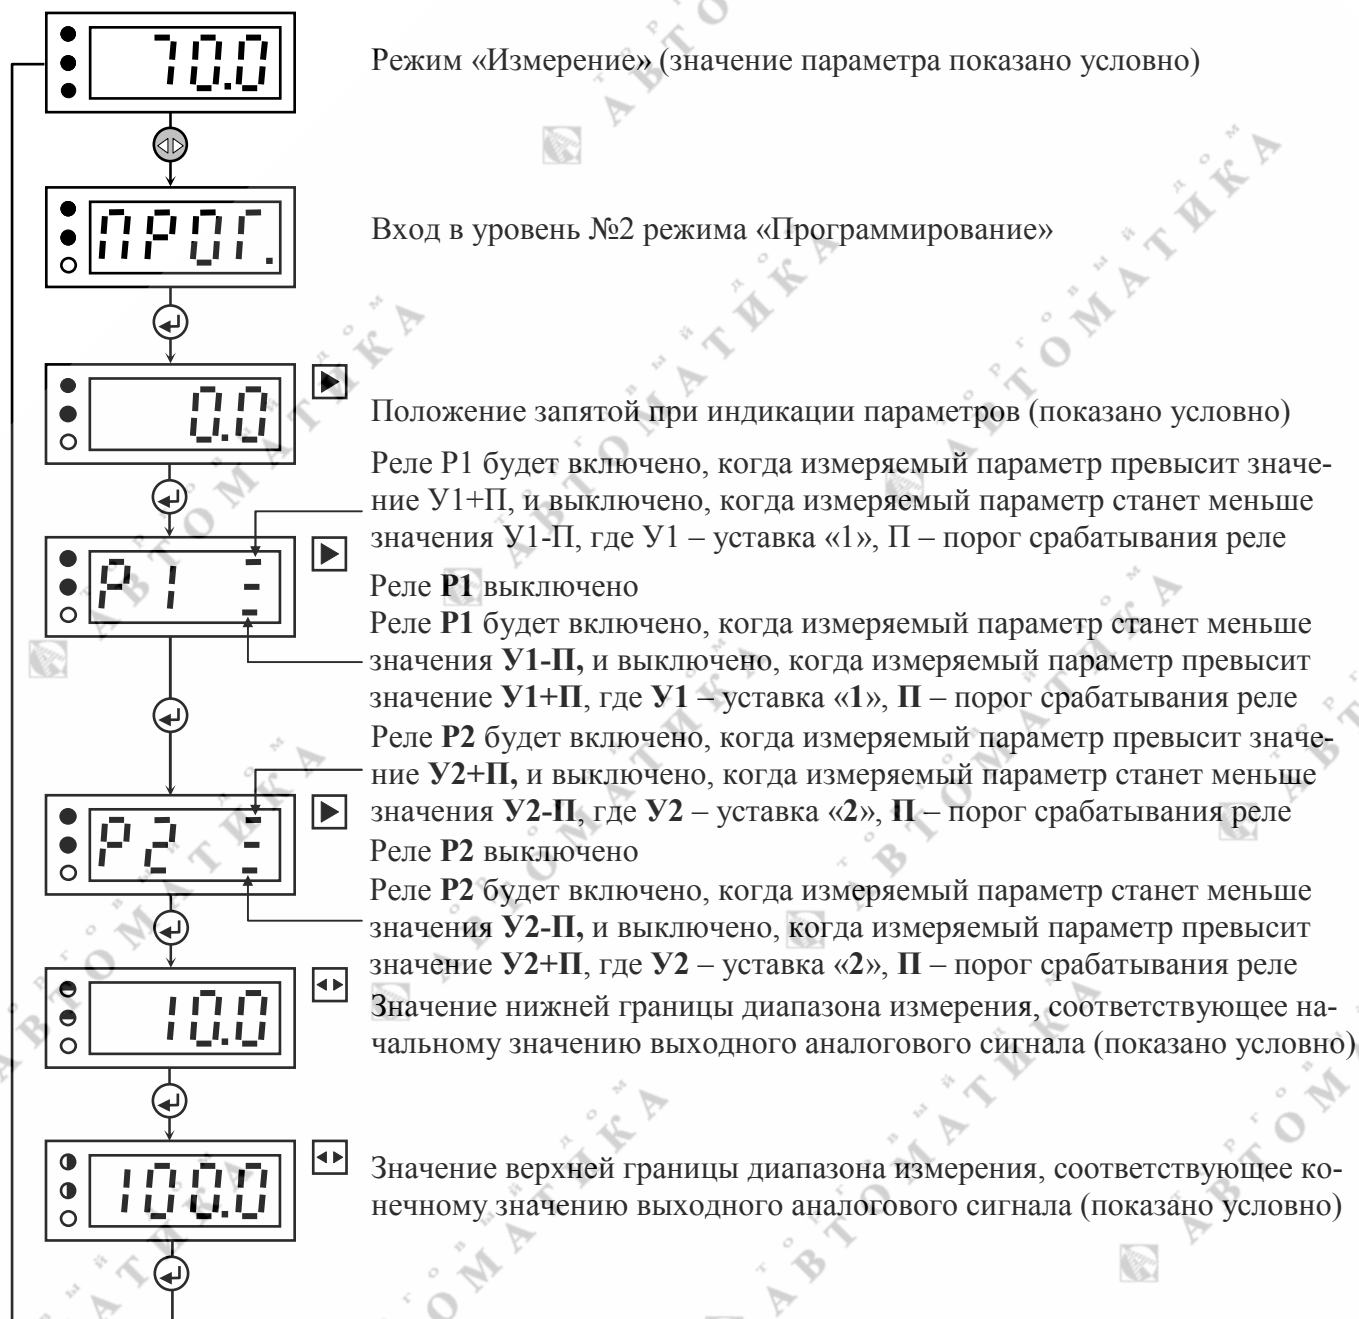 70.0
Режим «Измерение» (значение параметра показано условно)
ПРОГ.
Вход в уровень №2 режима «Программирование»
0.0
Положение запятой при индикации параметров (показано условно)
Реле Р1 будет включено, когда измеряемый параметр превысит значе-
ние У1+П, и выключено, когда измеряемый параметр станет меньше
значения У1-П, где У1 – уставка «1», П – порог срабатывания реле
Р1
Реле Р1 выключено
Реле Р1 будет включено, когда измеряемый параметр станет меньше
значения У1-П, и выключено, когда измеряемый параметр превысит
значение У1+П, где У1 – уставка «1», П – порог срабатывания реле
Реле Р2 будет включено, когда измеряемый параметр превысит значе-
ние У2+П, и выключено, когда измеряемый параметр станет меньше
значения У2-П, где У2 – уставка «2», П – порог срабатывания реле
Р2
Реле Р2 выключено
Реле Р2 будет включено, когда измеряемый параметр станет меньше
значения У2-П, и выключено, когда измеряемый параметр превысит
значение У2+П, где У2 – уставка «2», П – порог срабатывания реле
10.0
Значение нижней границы диапазона измерения, соответствующее на-
чальному значению выходного аналогового сигнала (показано условно)
100.0
Значение верхней границы диапазона измерения, соответствующее ко-
нечному значению выходного аналогового сигнала (показано условно)
торговый дом
АВТОМАТИКА